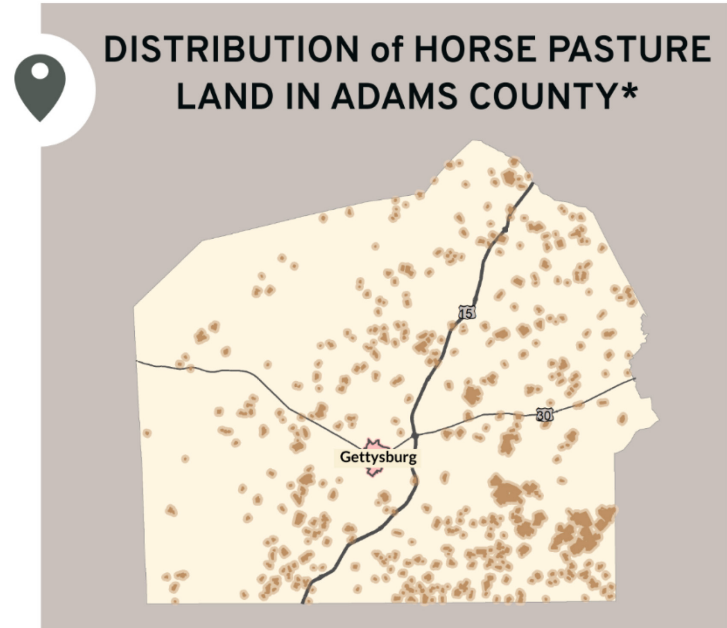 DISTRIBUTION of HORSE PASTURE
LAND IN ADAMS COUNTY*
15
30
Gettysburg